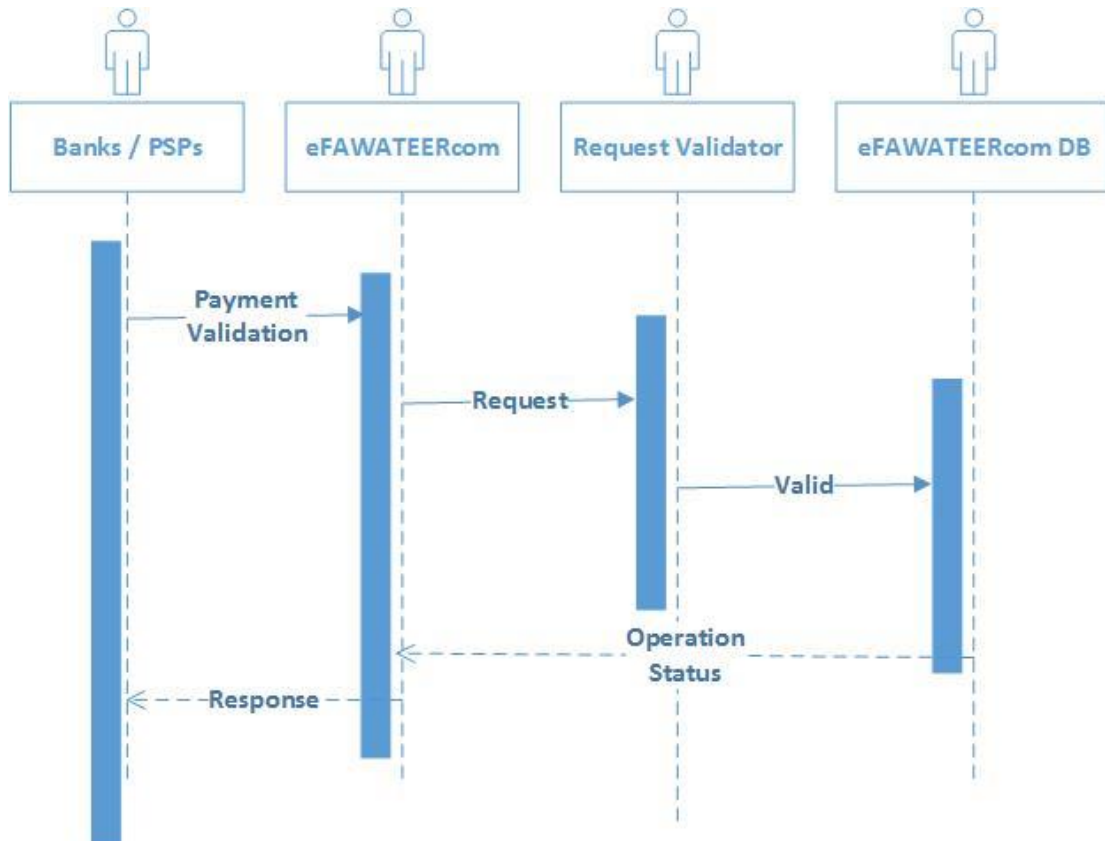 Banks / PSPs
eFAWATEERcom
Request Validator
eFAWATEERcom DB
Payment
Validation
Request
Valid
Operation
Status
Response